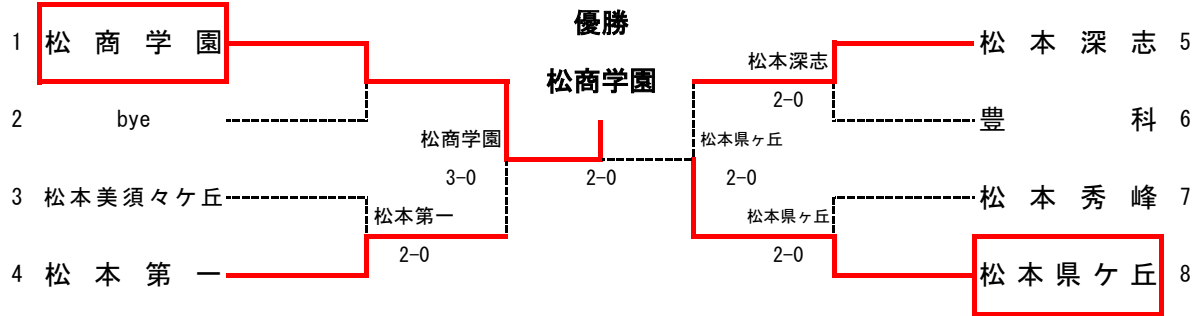 優勝
松商学園
1 松商学園
2 bye
松商学園
3-0
3 松本美須々ケ丘
松本第一
2-0
4 松本第一
2-0
松本深志 5
松本深志
2-0
豊科 6
松本県ヶ丘
2-0
松本秀峰 7
松本県ヶ丘
2-0
松本県ケ丘 8